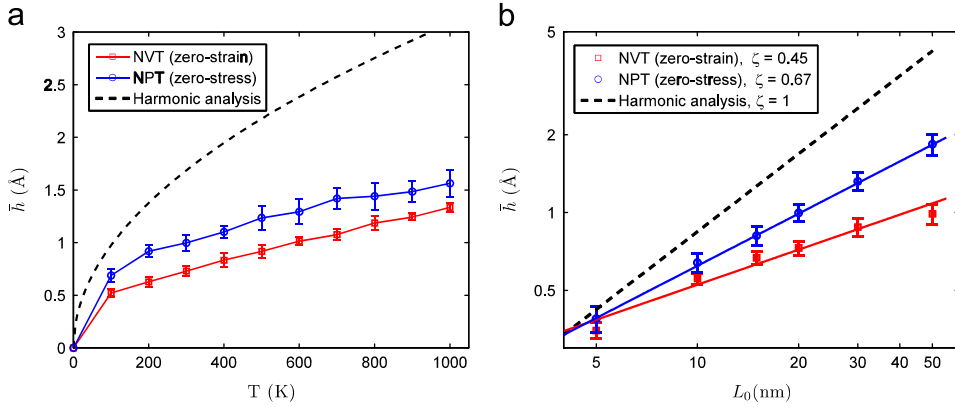 a
3
2.5
2
1.5
1
0.5
0
h̅ (Å)
NVT (zero-strain)
NPT (zero-stress)
Harmonic analysis
0 200 400 600 800 1000
T (K)
b
5
2
1
0.5
h̅ (Å)
NVT (zero-strain), ζ = 0.45
NPT (zero-stress), ζ = 0.67
Harmonic analysis, ζ = 1
5 10 20 30 40 50
L₀(nm)